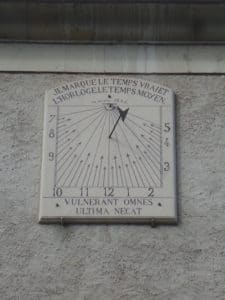 JE MARQUE LE TEMPS VRAI ET
L'HORLOGE LE TEMPS MOYEN.
7 5
8 4
9 3
10 11 12 1 2
VULNERANT OMNES
ULTIMA NECAT